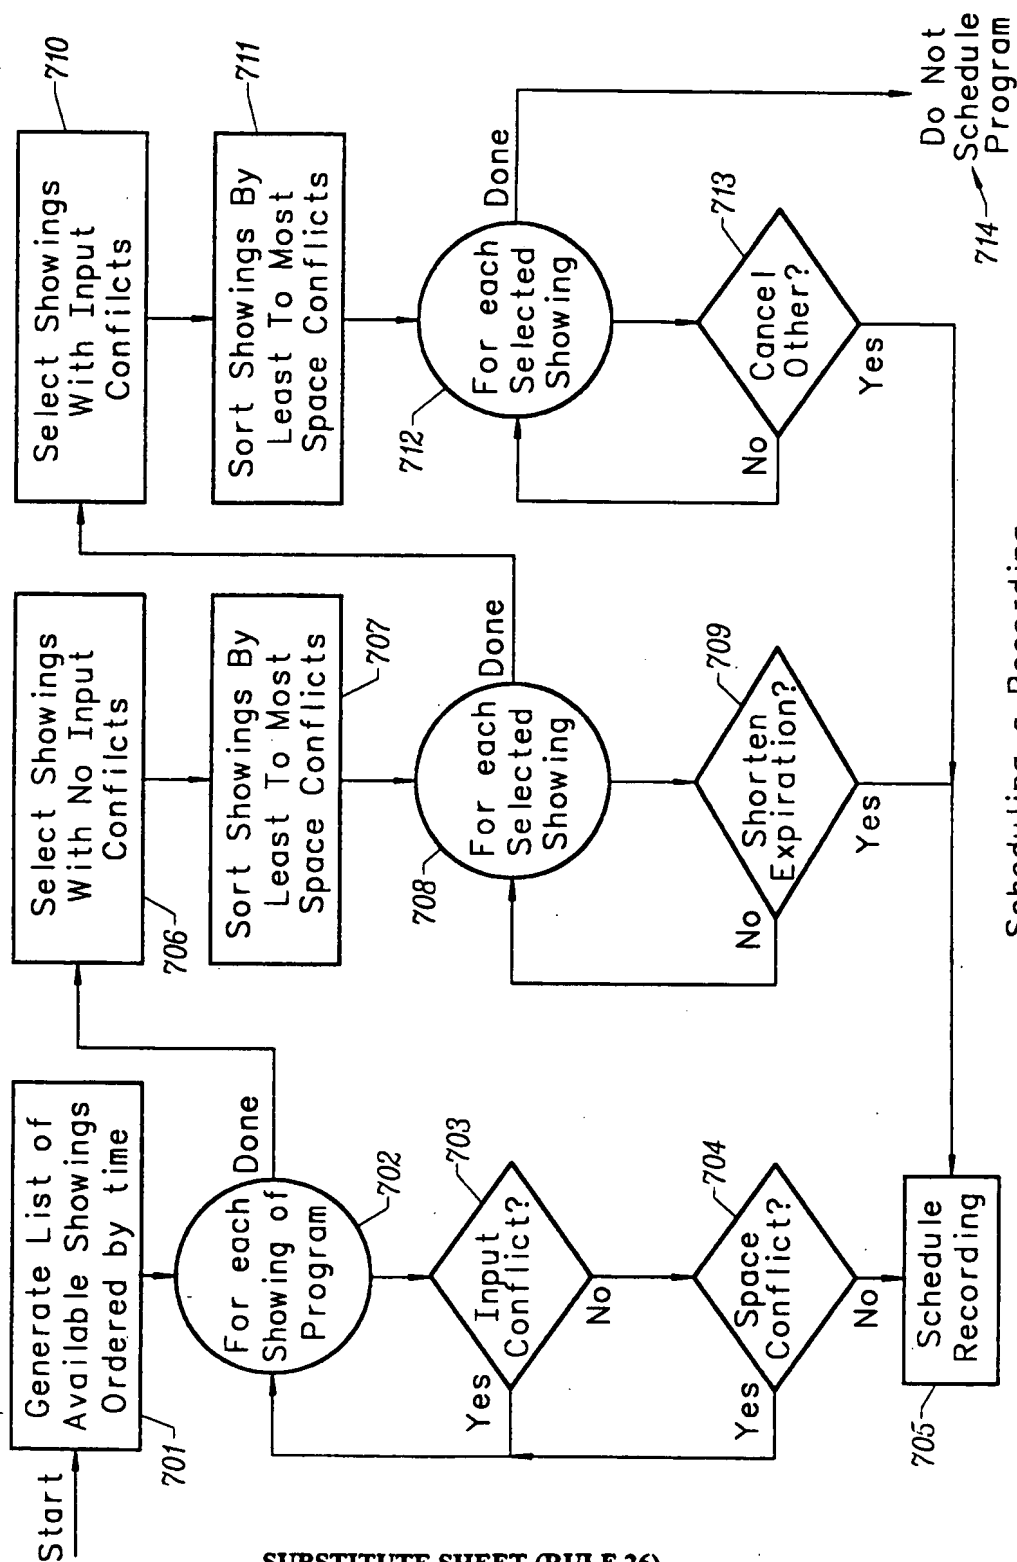 Start
Generate List of
Available Showings
Ordered by time
701
For each
Showing of
Program
702
Done
Input
Conflict?
703
Yes
No
Space
Conflict?
704
Yes
No
Schedule
Recording
705
Select Showings
With No Input
Confilcts
706
Sort Showings By
Least To Most
Space Conflicts
707
For each
Selected
Showing
708
Done
Shorten
Expiration?
709
No
Yes
Select Showings
With Input
Confilcts
710
Sort Showings By
Least To Most
Space Conflicts
711
For each
Selected
Showing
712
Done
Cancel
Other?
713
No
Yes
Do Not
Schedule
Program
714
Scheduling a Recording
SUBSTITUTE SHEET (RULE 26)